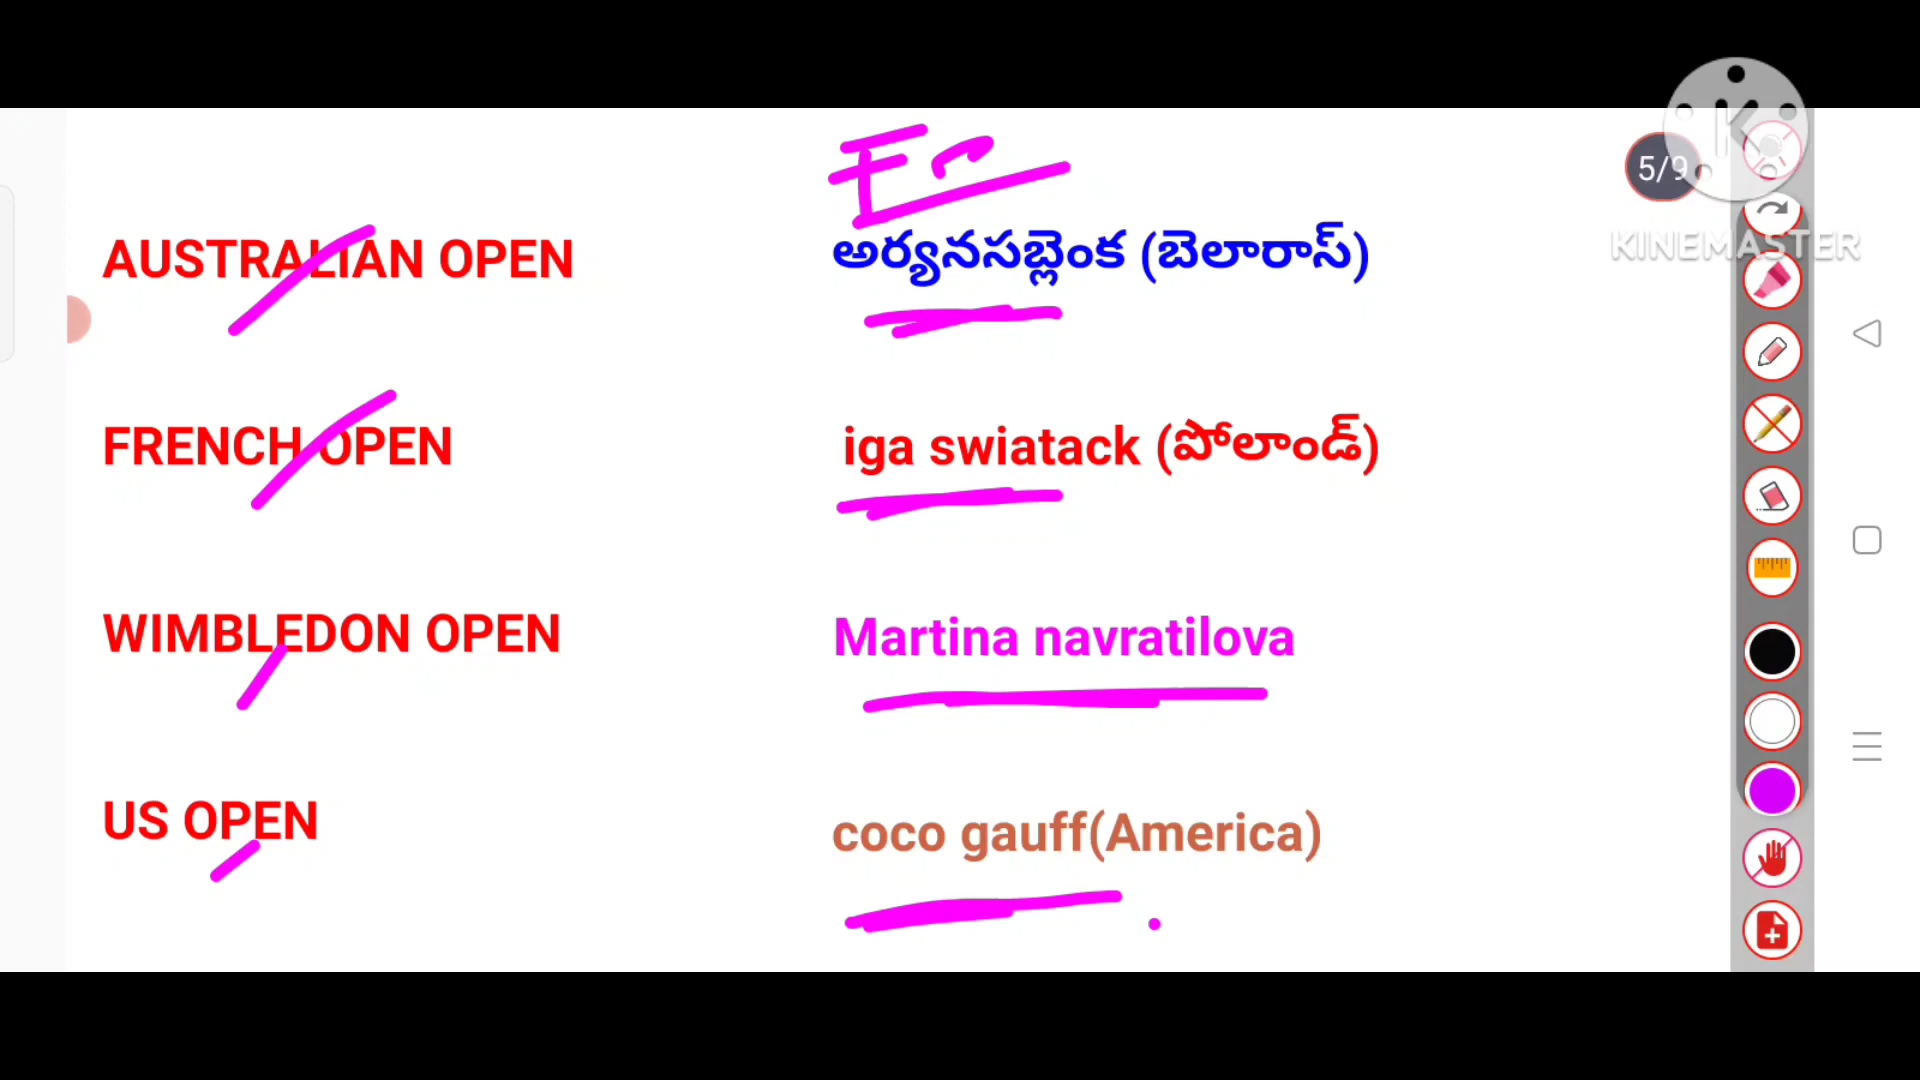 5/9
KINEMASTER
AUSTRALIAN OPEN
అర్యనసబ్లెంక (బెలారాస్)
FRENCH OPEN
iga swiatack (పోలాండ్)
WIMBLEDON OPEN
Martina navratilova
US OPEN
coco gauff(America)